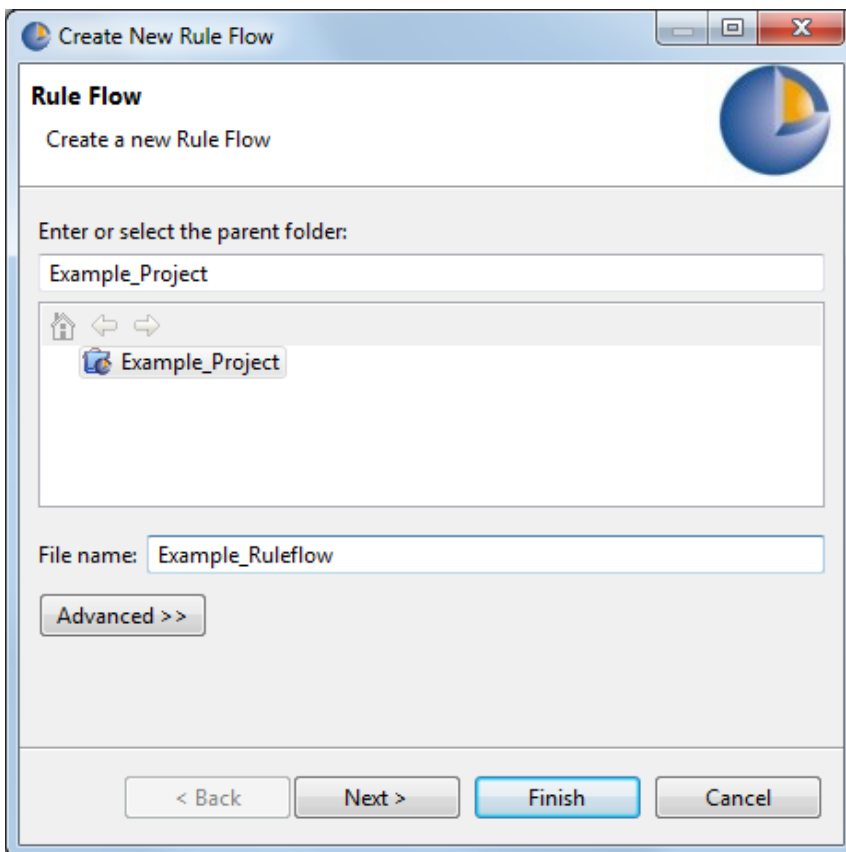 Create New Rule Flow
Rule Flow
Create a new Rule Flow
Enter or select the parent folder:
Example_Project
Example_Project
File name: Example_Ruleflow
Advanced >>
< Back Next > Finish Cancel